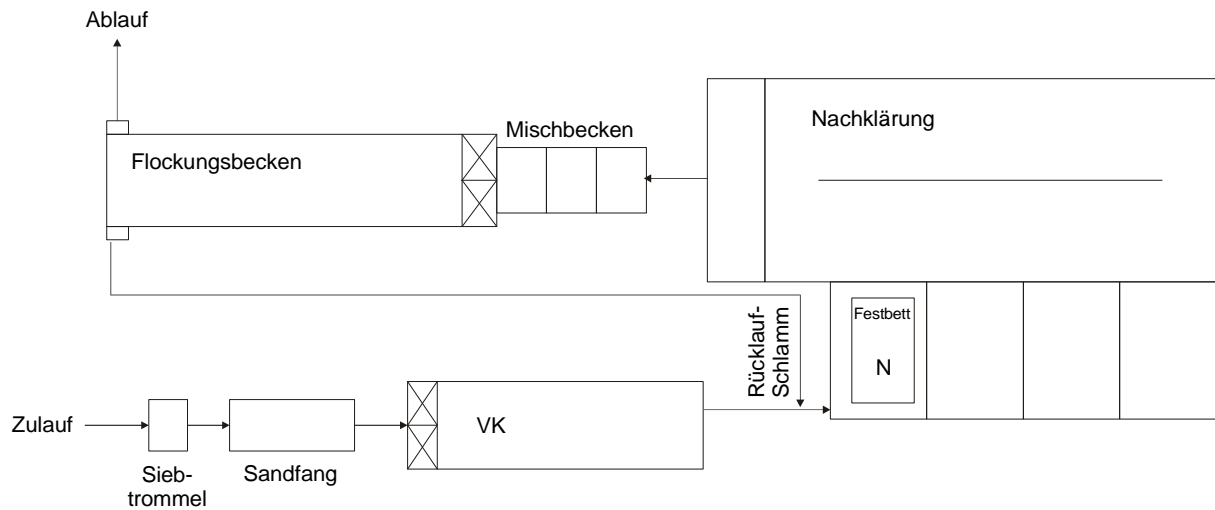 Ablauf
Flockungsbecken
Mischbecken
Nachklärung
Festbett
N
Rücklauf-
Schlamm
Zulauf
Sieb-
trommel
Sandfang
VK